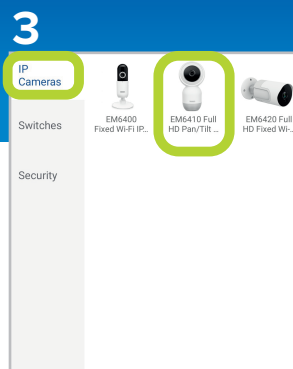 3
IP
Cameras
Switches
Security
EM6400
Fixed Wi-Fi IP...
EM6410 Full
HD Pan/Tilt ...
EM6420 Full
HD Fixed Wi-...